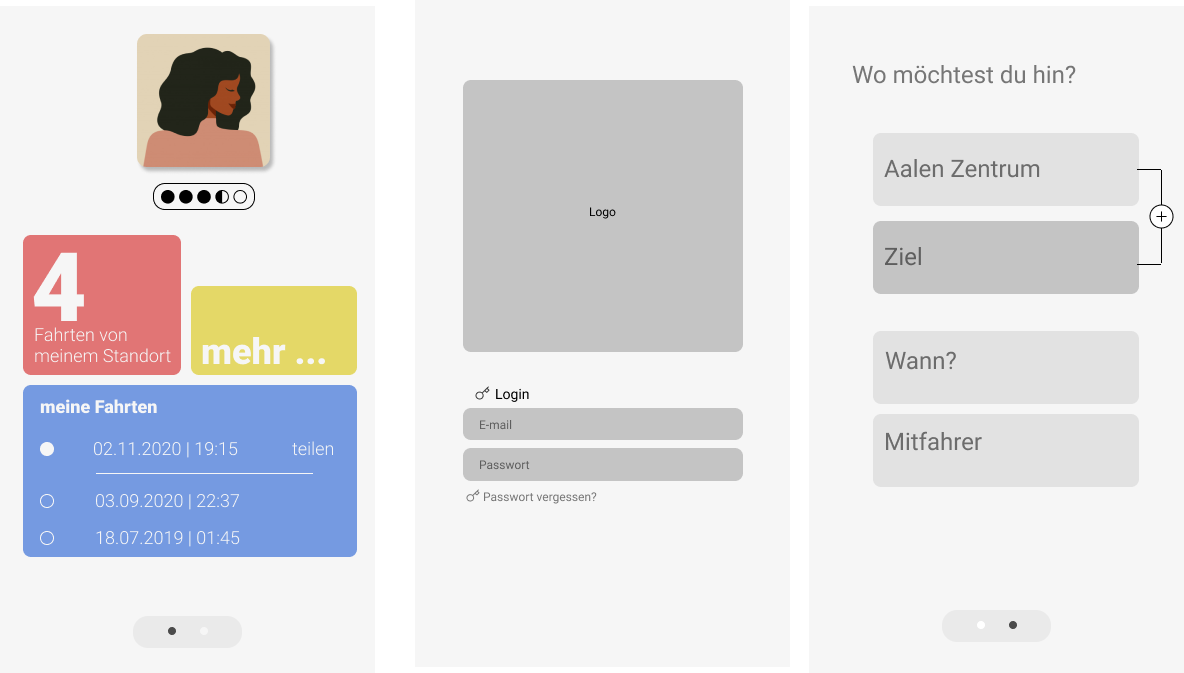 4
Fahrten von
meinem Standort
mehr ...
meine Fahrten
02.11.2020 | 19:15 teilen
03.09.2020 | 22:37
18.07.2019 | 01:45
Logo
Login
E-mail
Passwort
Passwort vergessen?
Wo möchtest du hin?
Aalen Zentrum
Ziel
Wann?
Mitfahrer